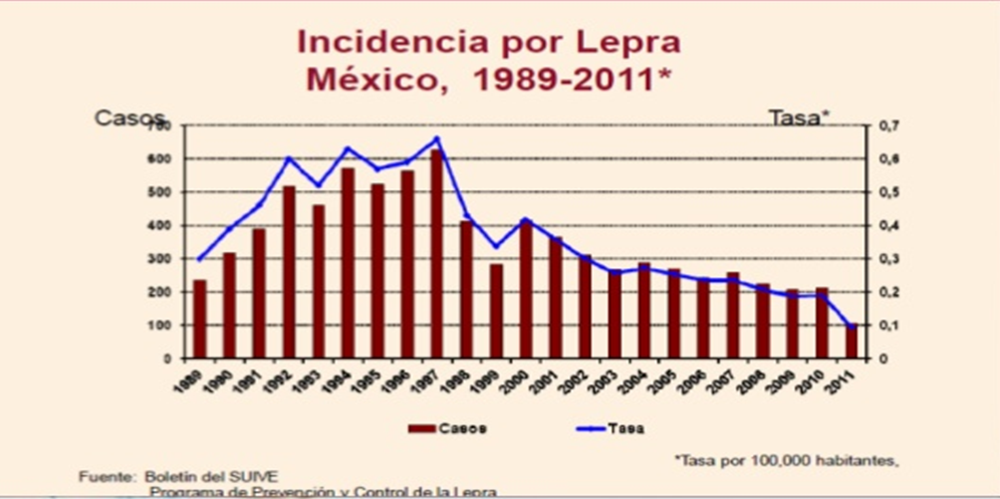 Incidencia por Lepra
México, 1989-2011*
Casos
Tasa*
700
600
500
400
300
200
100
0
0,7
0,6
0,5
0,4
0,3
0,2
0,1
0
1989 1990 1991 1992 1993 1994 1995 1996 1997 1998 1999 2000 2001 2002 2003 2004 2005 2006 2007 2008 2009 2010 2011
Casos Tasa
*Tasa por 100,000 habitantes,
Fuente: Boletín del SUIVE
Programa de Prevención y Control de la Lepra